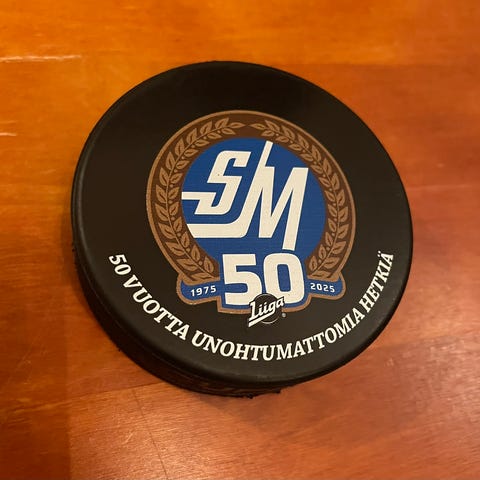 SM
1975 50 2025
Liiga
50 VUOTTA UNOHTUMATTOMIA HETKIÄ